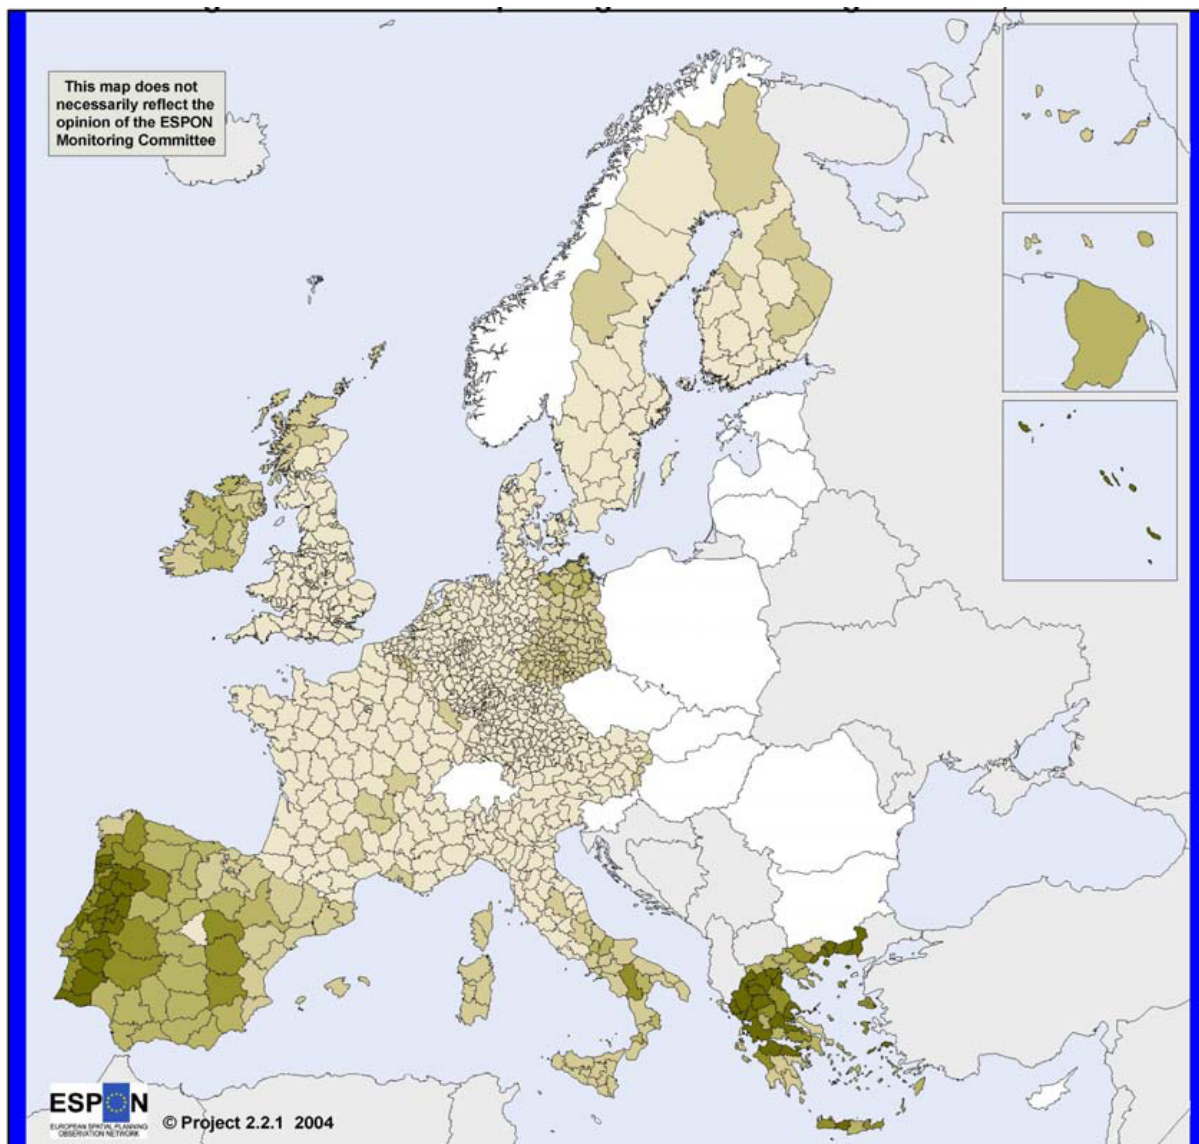 This map does not
necessarily reflect the
opinion of the ESPON
Monitoring Committee
ESPON
EUROPEAN SPATIAL PLANNING
OBSERVATION NETWORK
© Project 2.2.1 2004